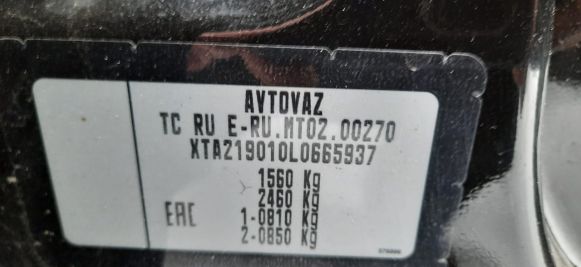 AVTOVAZ
TC RU E-RU.MT02.00270
XTA219010L0665937
1560 Kg
2460 Kg
1-0810 Kg
2-0850 Kg
EAC